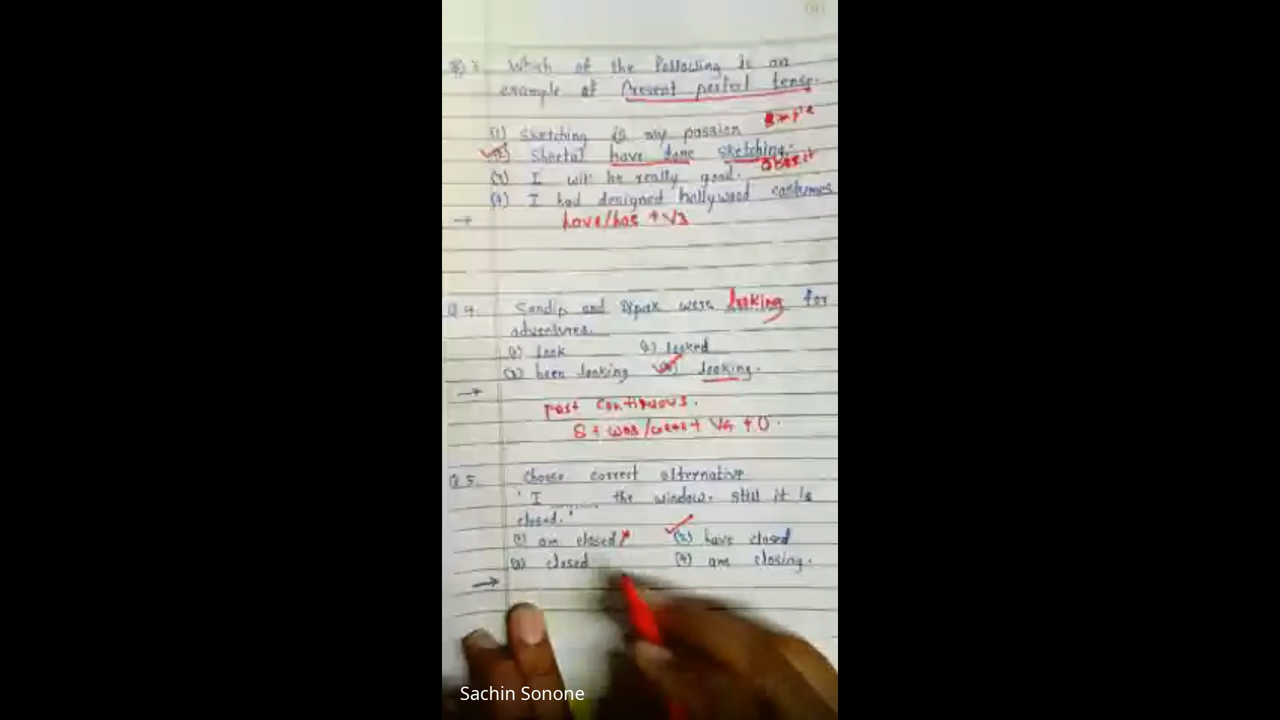 Which of the following is an
example of Present perfect tense.
(1) Sketching is my passion
(2) Sheetal have done sketching.
(3) I will be really good.
Object
(4) I had designed hollywood costumes
→ have/has + V3
Q 4. Sandip and Dipak were looking for
adventures.
(1) look (2) looked
(3) been looking (4) looking.
→
past continuous.
S + was/were + V4 + O.
Q 5. Choose correct alternative
' I ...... the window. still it is
closed.'
(1) am closed (2) have closed
(3) closed (4) am closing.
→
Sachin Sonone